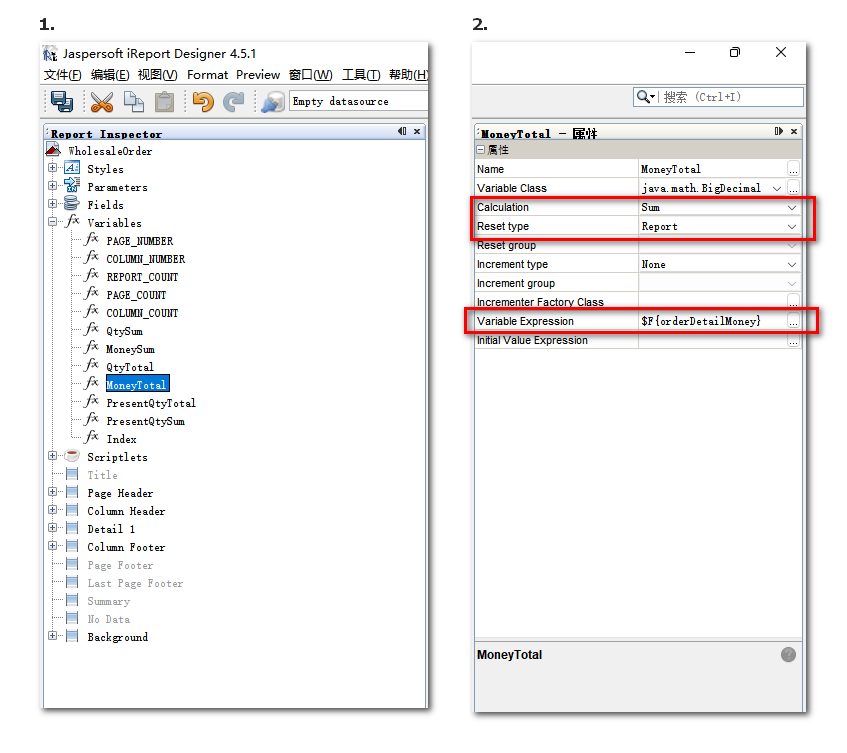 1.
Jaspersoft iReport Designer 4.5.1
文件(F) 编辑(E) 视图(V) Format Preview 窗口(W) 工具(T) 帮助(H)
Empty datasource
Report Inspector
WholesaleOrder
Styles
Parameters
Fields
Variables
PAGE_NUMBER
COLUMN_NUMBER
REPORT_COUNT
PAGE_COUNT
COLUMN_COUNT
QtySum
MoneySum
QtyTotal
MoneyTotal
PresentQtyTotal
PresentQtySum
Index
Scriptlets
Title
Page Header
Column Header
Detail 1
Column Footer
Page Footer
Last Page Footer
Summary
No Data
Background
2.
搜索 (Ctrl+I)
MoneyTotal - 属性
属性
Name MoneyTotal ...
Variable Class java.math.BigDecimal ...
Calculation Sum
Reset type Report
Reset group
Increment type None
Increment group
Incrementer Factory Class ...
Variable Expression $F{orderDetailMoney} ...
Initial Value Expression ...
MoneyTotal ?